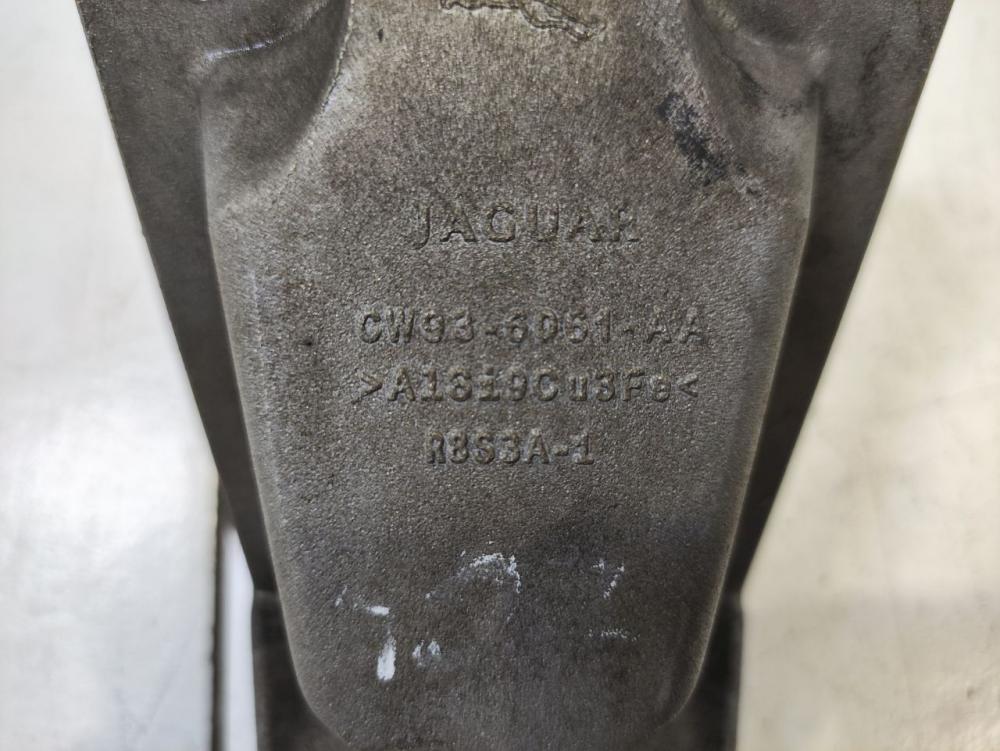 JAGUAR
CW93-6061-AA
>AlSi9Cu3Fe<
R8S3A-1